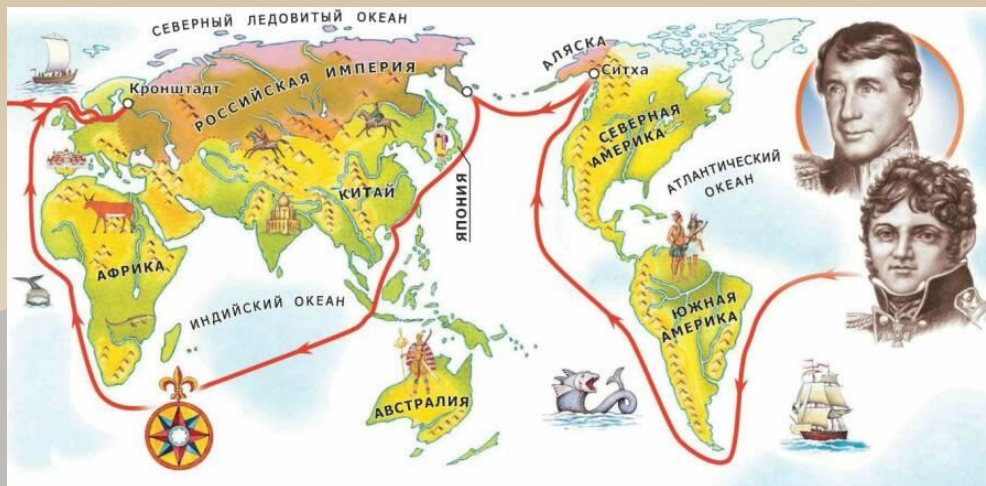 СЕВЕРНЫЙ ЛЕДОВИТЫЙ ОКЕАН
АЛЯСКА
Ситха
Кронштадт
РОССИЙСКАЯ ИМПЕРИЯ
СЕВЕРНАЯ
АМЕРИКА
АТЛАНТИЧЕСКИЙ
ОКЕАН
КИТАЙ
ЯПОНИЯ
АФРИКА
ИНДИЙСКИЙ ОКЕАН
ЮЖНАЯ
АМЕРИКА
АВСТРАЛИЯ